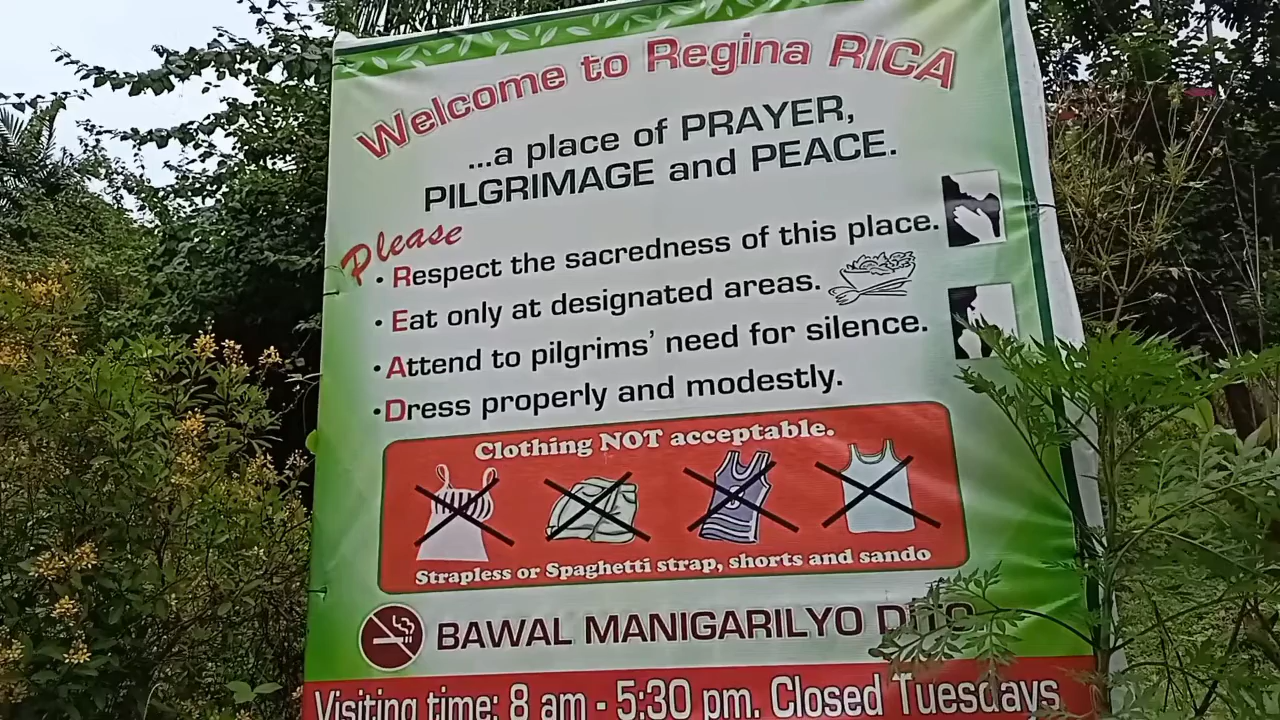 Welcome to Regina RICA
...a place of PRAYER,
PILGRIMAGE and PEACE.
Please
• Respect the sacredness of this place.
• Eat only at designated areas.
• Attend to pilgrims' need for silence.
• Dress properly and modestly.
Clothing NOT acceptable.
Strapless or Spaghetti strap, shorts and sando
BAWAL MANIGARILYO DITO
Visiting time: 8 am - 5:30 pm. Closed Tuesdays